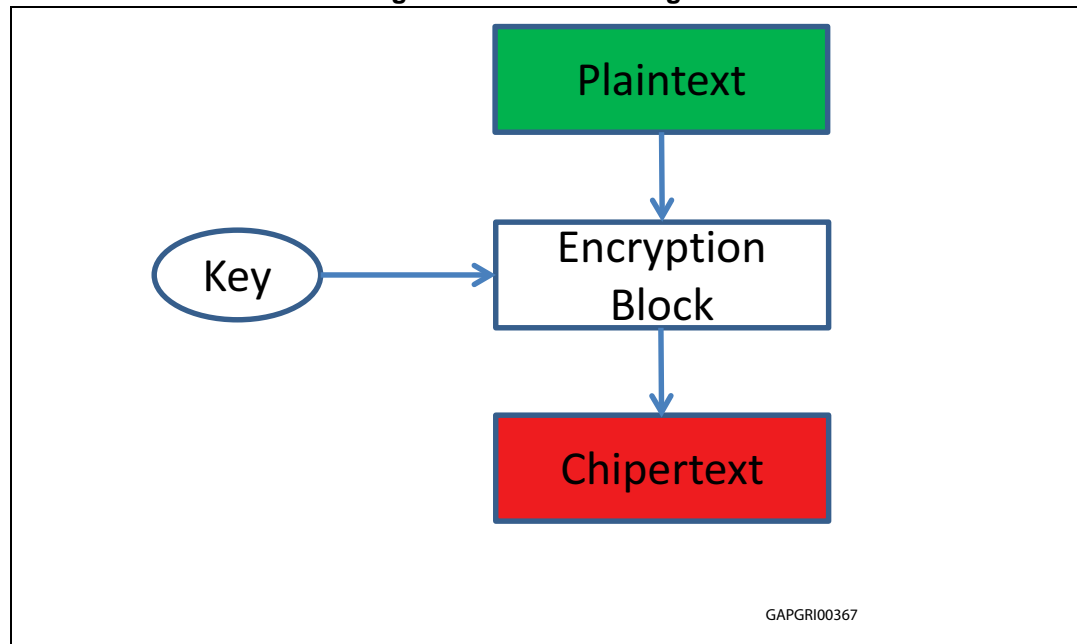 Plaintext
Key
Encryption
Block
Chipertext
GAPGRI00367